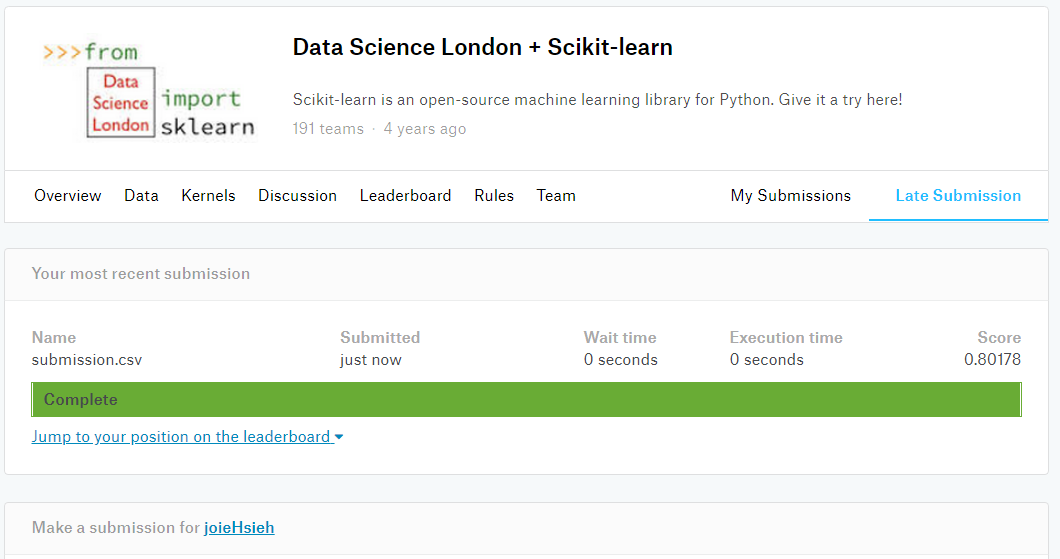 >>>from
Data
Science
London
import
sklearn
Data Science London + Scikit-learn
Scikit-learn is an open-source machine learning library for Python. Give it a try here!
191 teams · 4 years ago
Overview Data Kernels Discussion Leaderboard Rules Team My Submissions Late Submission
Your most recent submission
Name Submitted Wait time Execution time Score
submission.csv just now 0 seconds 0 seconds 0.80178
Complete
Jump to your position on the leaderboard
Make a submission for joieHsieh